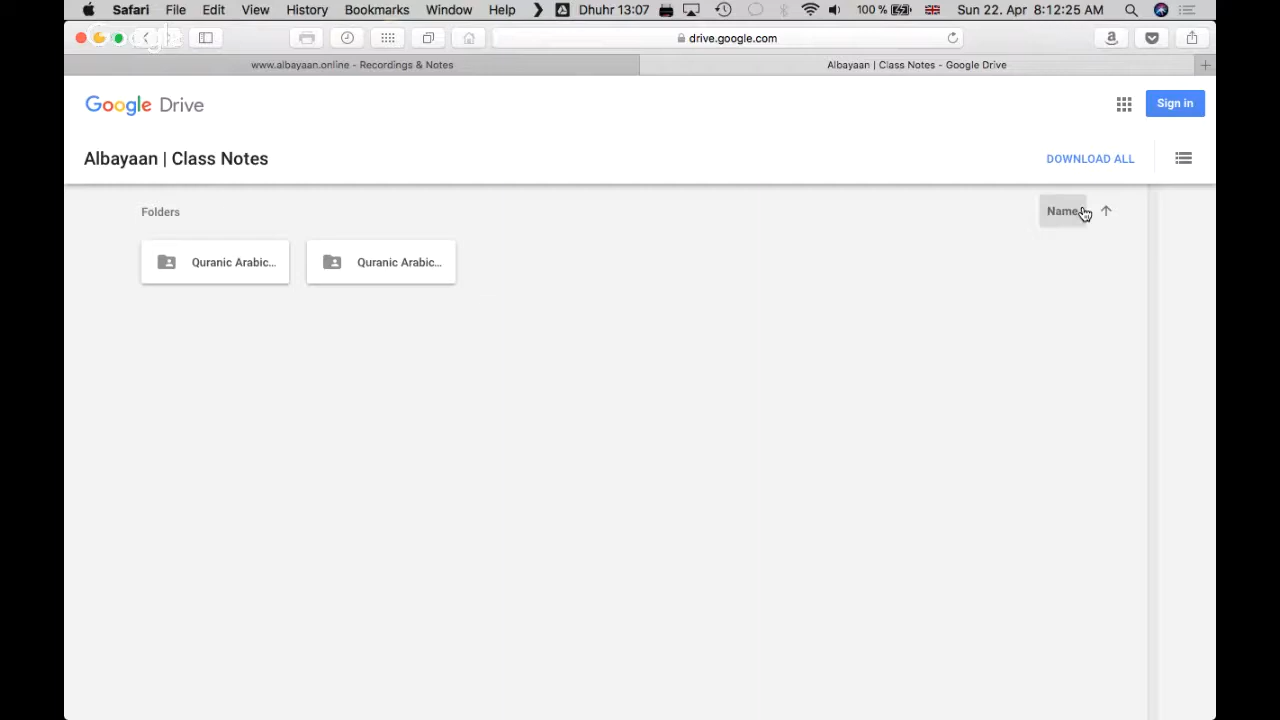 Safari File Edit View History Bookmarks Window Help Dhuhr 13:07 100 % Sun 22. Apr 8:12:25 AM
Google
drive.google.com
www.albayaan.online - Recordings & Notes
Albayaan | Class Notes - Google Drive
Google Drive
Sign in
Albayaan | Class Notes
DOWNLOAD ALL
Folders
Name
Quranic Arabic...
Quranic Arabic...